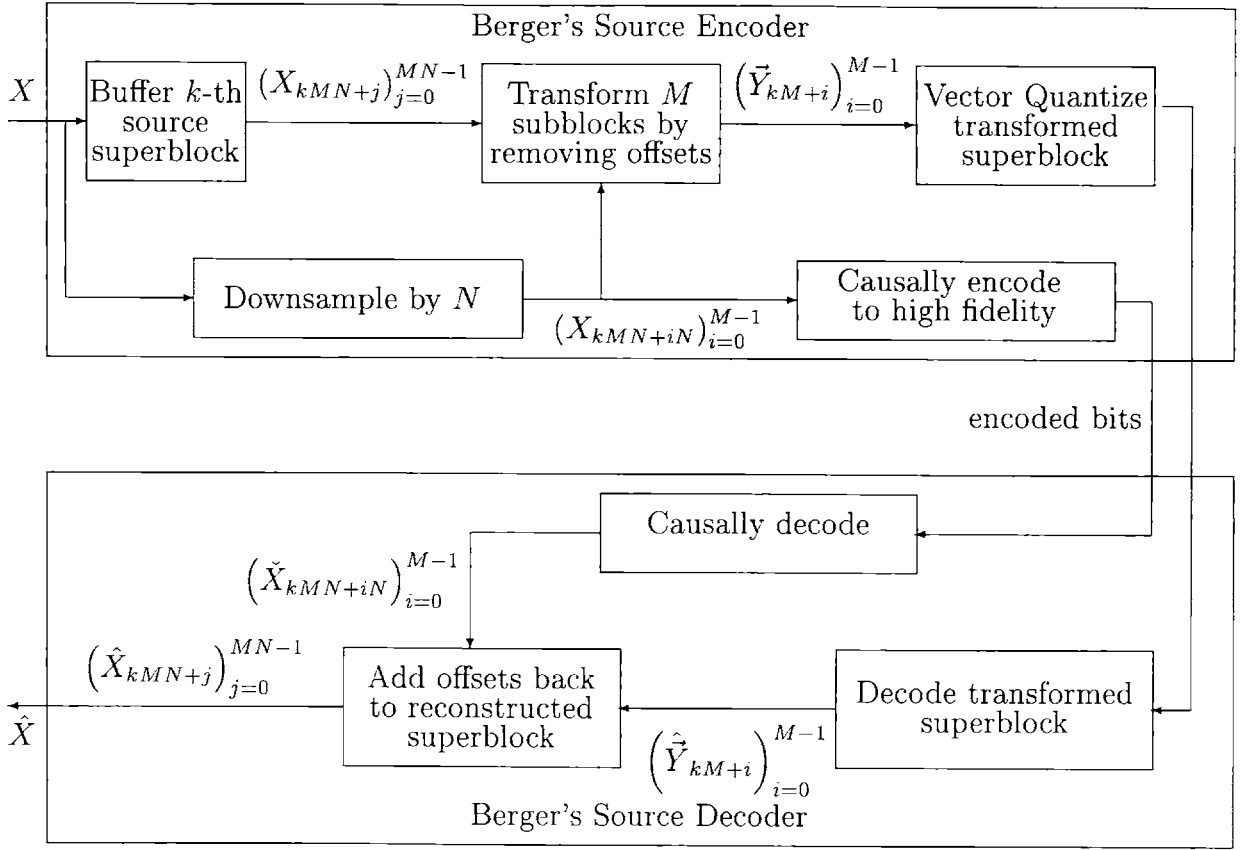 Berger's Source Encoder
X
Buffer k-th
source
superblock
(X_{kMN+j})_{j=0}^{MN-1}
Transform M
subblocks by
removing offsets
(\vec{Y}_{kM+i})_{i=0}^{M-1}
Vector Quantize
transformed
superblock
Downsample by N
(X_{kMN+iN})_{i=0}^{M-1}
Causally encode
to high fidelity
encoded bits
Causally decode
(\check{X}_{kMN+iN})_{i=0}^{M-1}
(\hat{X}_{kMN+j})_{j=0}^{MN-1}
\hat{X}
Add offsets back
to reconstructed
superblock
(\hat{\vec{Y}}_{kM+i})_{i=0}^{M-1}
Decode transformed
superblock
Berger's Source Decoder